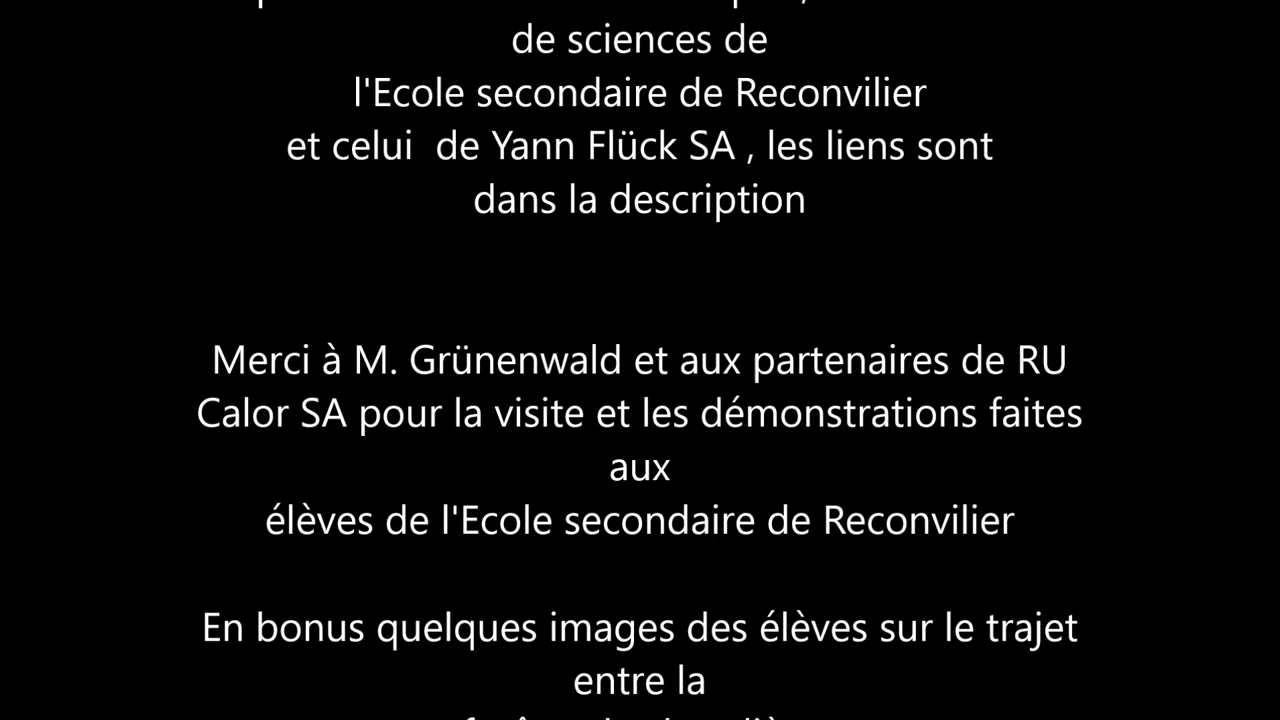 de sciences de
l'Ecole secondaire de Reconvilier
et celui  de Yann Flück SA , les liens sont
dans la description
Merci à M. Grünenwald et aux partenaires de RU
Calor SA pour la visite et les démonstrations faites
aux
élèves de l'Ecole secondaire de Reconvilier
En bonus quelques images des élèves sur le trajet
entre la